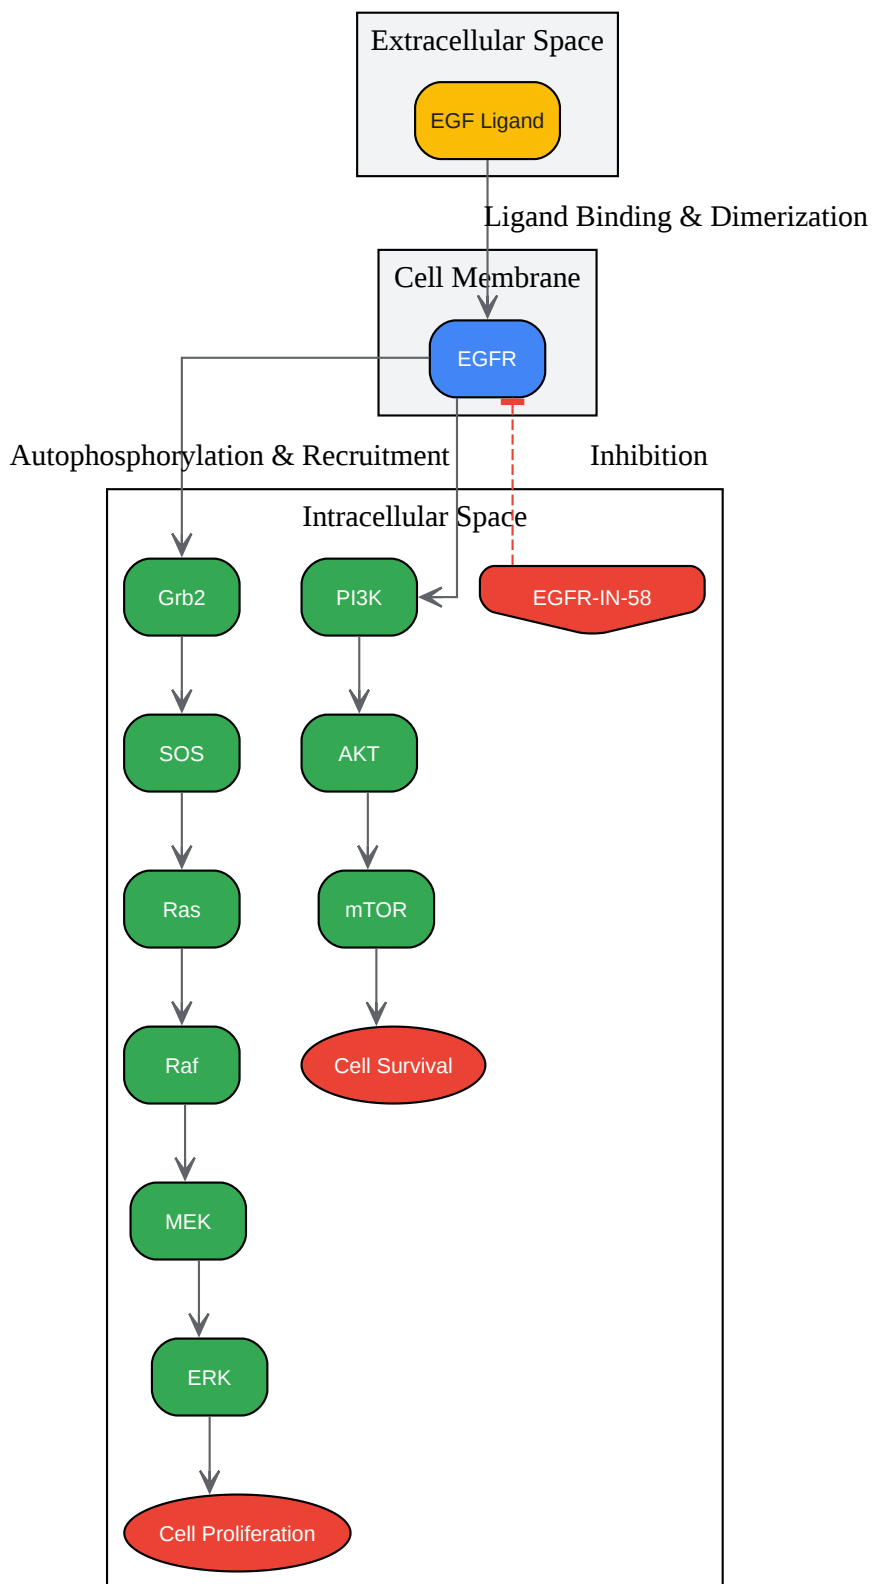 Extracellular Space
EGF Ligand
Ligand Binding & Dimerization
Cell Membrane
EGFR
Autophosphorylation & Recruitment
Inhibition
Intracellular Space
Grb2
PI3K
EGFR-IN-58
SOS
AKT
Ras
mTOR
Raf
Cell Survival
MEK
ERK
Cell Proliferation